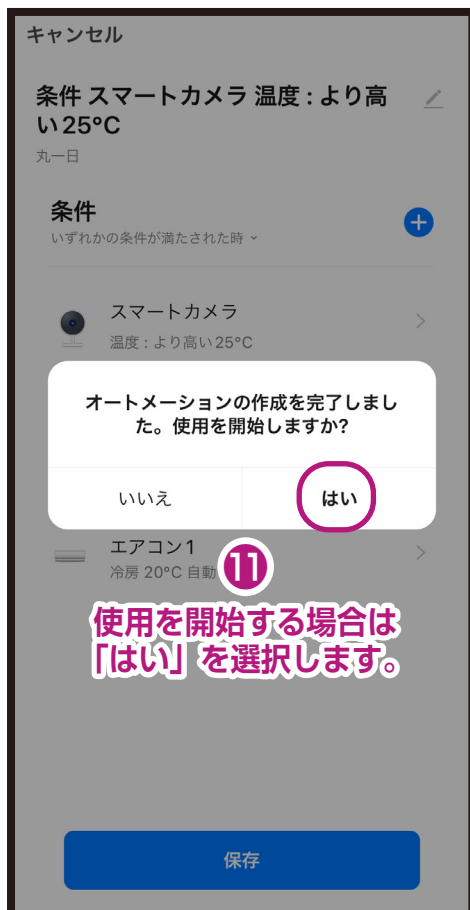 キャンセル
条件 スマートカメラ 温度 : より高
い 25°C
丸一日
条件
いずれかの条件が満たされた時
スマートカメラ
温度 : より高い 25°C
オートメーションの作成を完了しまし
た。使用を開始しますか?
いいえ
はい
エアコン 1
冷房 20°C 自動
⑪
使用を開始する場合は
「はい」を選択します。
保存